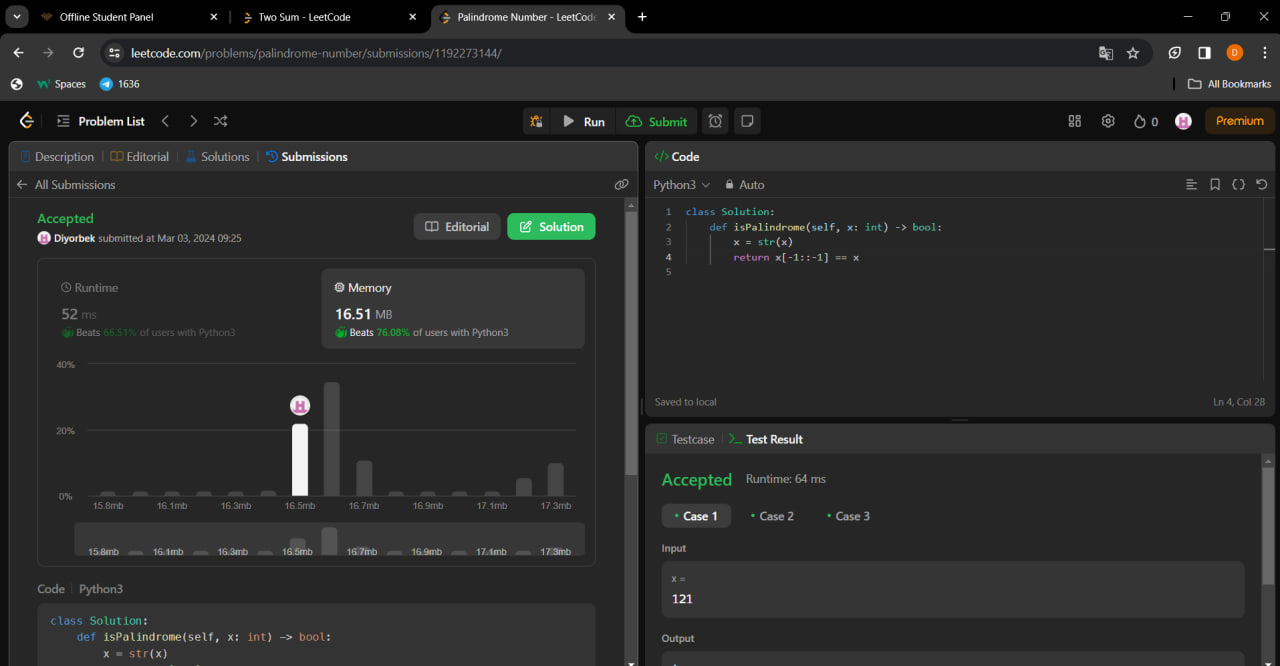 Offline Student Panel
Two Sum - LeetCode
Palindrome Number - LeetCode
leetcode.com/problems/palindrome-number/submissions/1192273144/
D
Spaces
1636
All Bookmarks
Problem List
Run
Submit
0
Premium
Description
Editorial
Solutions
Submissions
All Submissions
Accepted
Diyorbek submitted at Mar 03, 2024 09:25
Editorial
Solution
Runtime
52 ms
Beats 66.51% of users with Python3
Memory
16.51 MB
Beats 76.08% of users with Python3
40%
20%
0%
15.8mb 16.1mb 16.3mb 16.5mb 16.7mb 16.9mb 17.1mb 17.3mb
15.8mb 16.1mb 16.3mb 16.5mb 16.7mb 16.9mb 17.1mb 17.3mb
Code | Python3
class Solution:
def isPalindrome(self, x: int) -> bool:
x = str(x)
</> Code
Python3
Auto
1 class Solution:
2 def isPalindrome(self, x: int) -> bool:
3 x = str(x)
4 return x[-1::-1] == x
5
Saved to local
Ln 4, Col 28
Testcase
Test Result
Accepted
Runtime: 64 ms
Case 1
Case 2
Case 3
Input
x =
121
Output